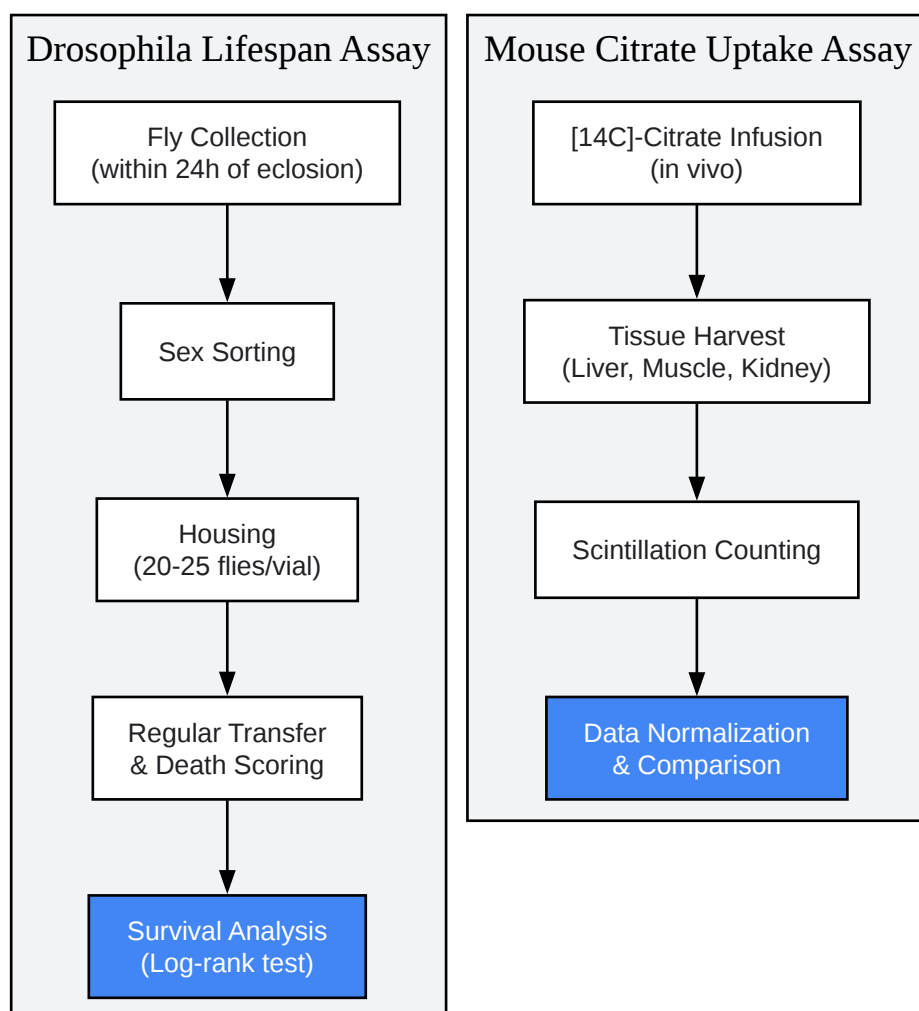 Drosophila Lifespan Assay
Fly Collection
(within 24h of eclosion)
Sex Sorting
Housing
(20-25 flies/vial)
Regular Transfer
& Death Scoring
Survival Analysis
(Log-rank test)
Mouse Citrate Uptake Assay
[14C]-Citrate Infusion
(in vivo)
Tissue Harvest
(Liver, Muscle, Kidney)
Scintillation Counting
Data Normalization
& Comparison